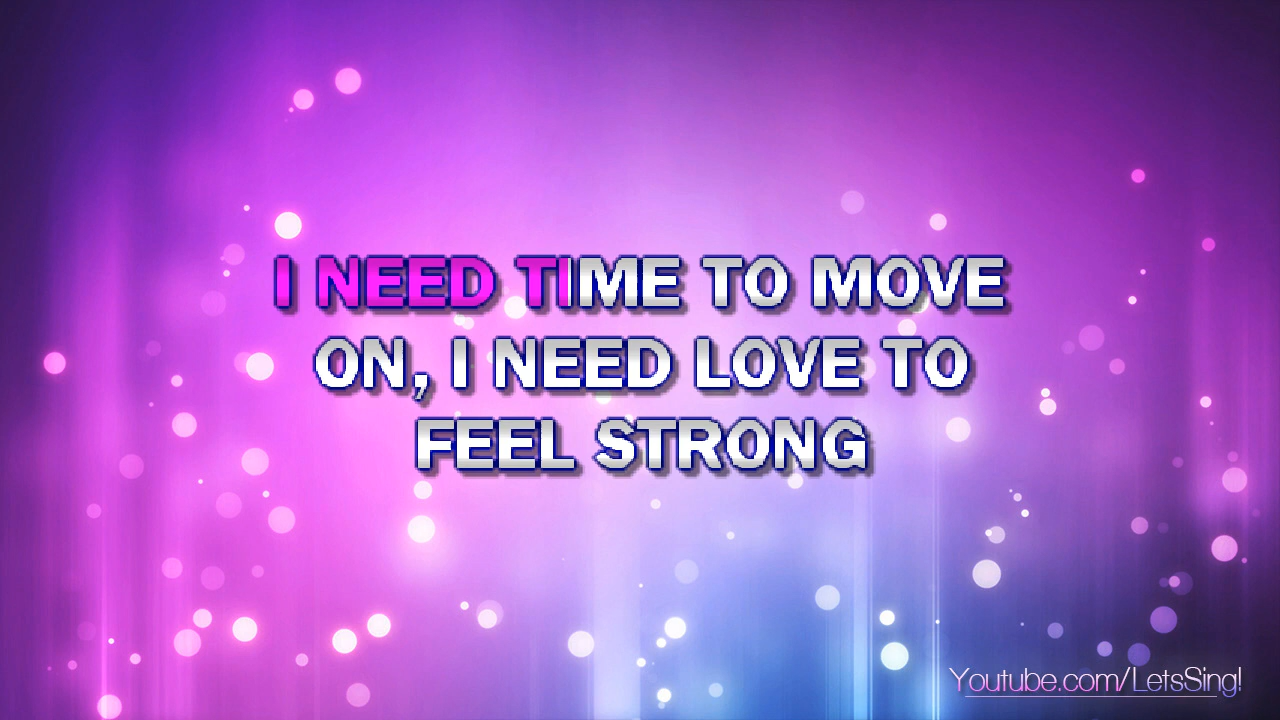 I NEED TIME TO MOVE
ON, I NEED LOVE TO
FEEL STRONG
Youtube.com/LetsSing!